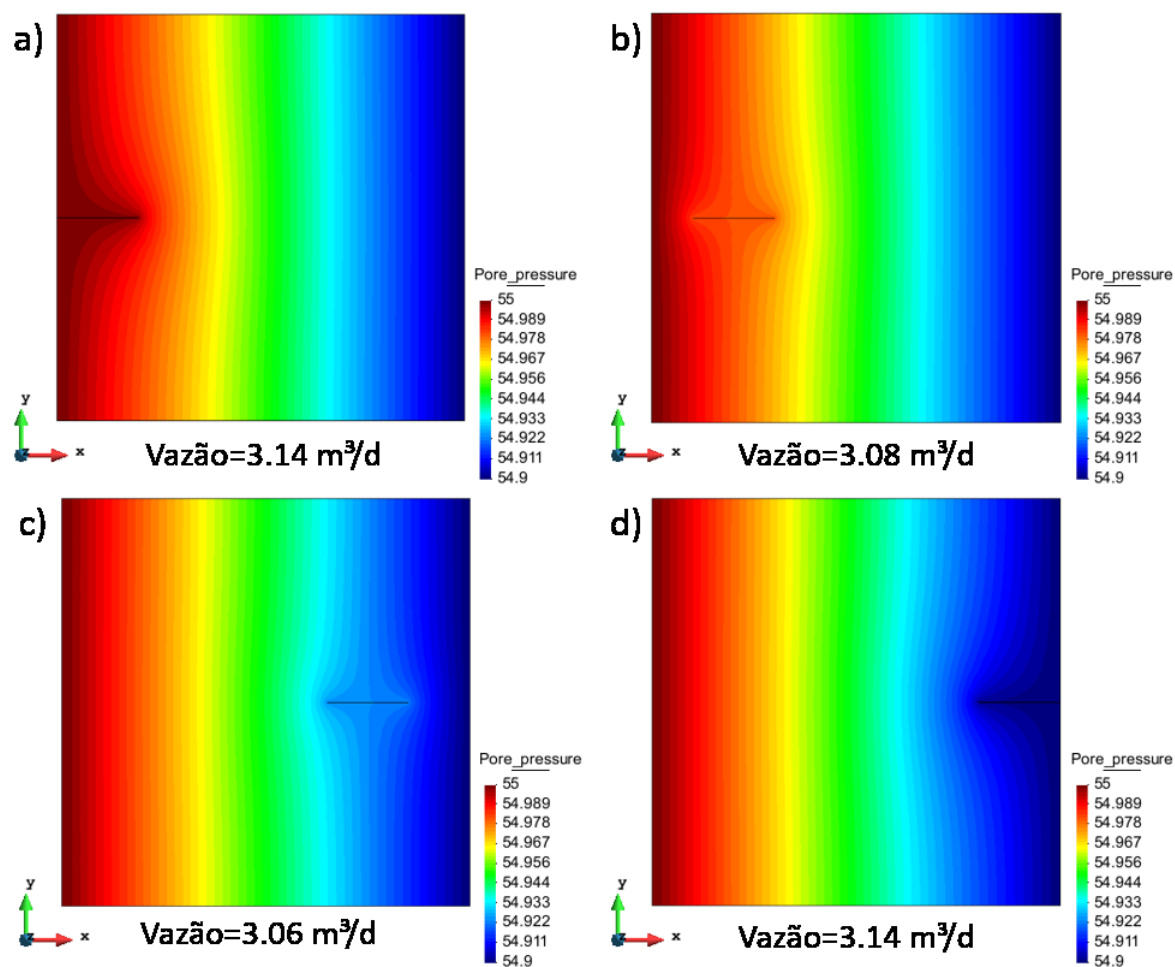 a)
Pore_pressure
55
54.989
54.978
54.967
54.956
54.944
54.933
54.922
54.911
54.9
y
z
x
Vazão=3.14 m³/d
b)
Pore_pressure
55
54.989
54.978
54.967
54.956
54.944
54.933
54.922
54.911
54.9
y
z
x
Vazão=3.08 m³/d
c)
Pore_pressure
55
54.989
54.978
54.967
54.956
54.944
54.933
54.922
54.911
54.9
y
z
x
Vazão=3.06 m³/d
d)
Pore_pressure
55
54.989
54.978
54.967
54.956
54.944
54.933
54.922
54.911
54.9
y
z
x
Vazão=3.14 m³/d